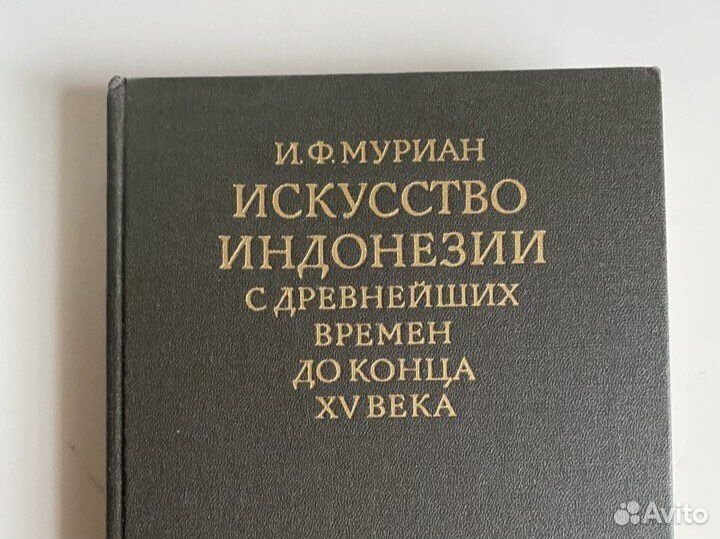 И.Ф.МУРИАН
ИСКУССТВО
ИНДОНЕЗИИ
С ДРЕВНЕЙШИХ
ВРЕМЕН
ДО КОНЦА
XV ВЕКА
Avito